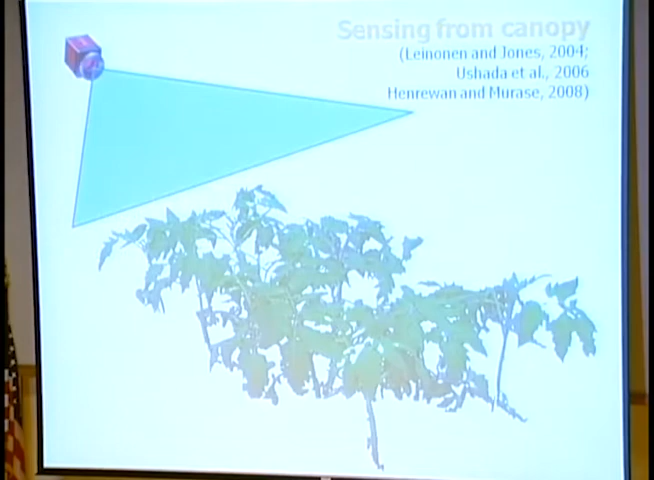 Sensing from canopy
(Leinonen and Jones, 2004;
Ushada et al., 2006
Henrewan and Murase, 2008)